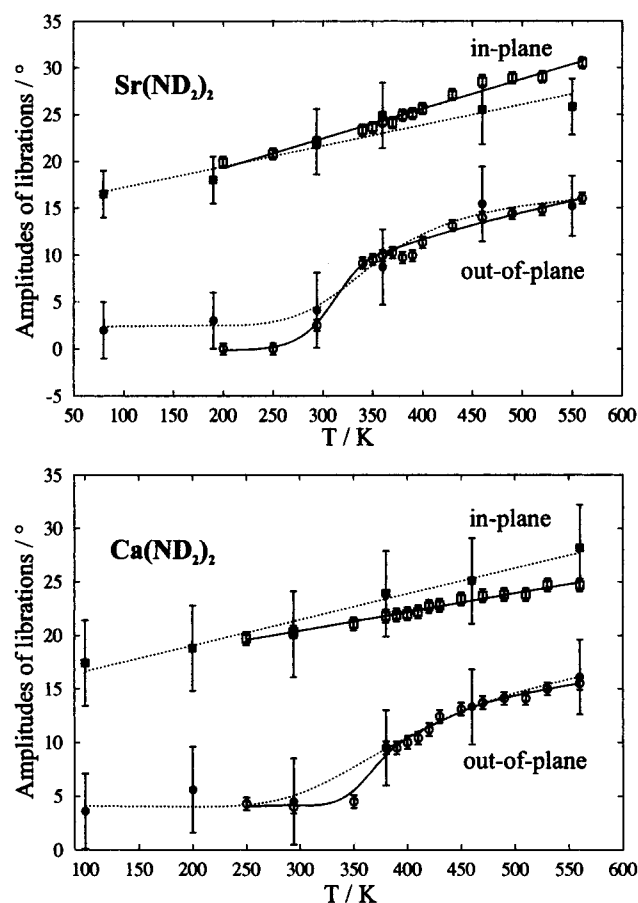 35
30
25
20
15
10
5
0
-5
Amplitudes of librations / °
Sr(ND₂)₂
in-plane
out-of-plane
50 100 150 200 250 300 350 400 450 500 550 600
T / K
35
30
25
20
15
10
5
0
Amplitudes of librations / °
Ca(ND₂)₂
in-plane
out-of-plane
100 150 200 250 300 350 400 450 500 550 600
T / K